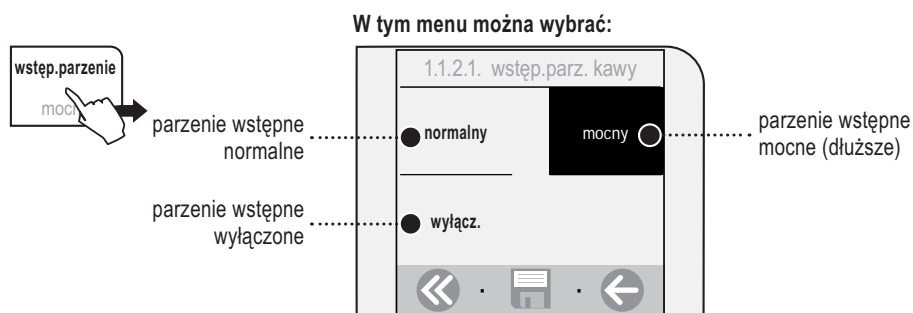 W tym menu można wybrać:
wstęp.parzenie
1.1.2.1. wstęp.parz. kawy
parzenie wstępne
normalne
normalny
mocny
parzenie wstępne
mocne (dłuższe)
parzenie wstępne
wyłączone
wyłącz.